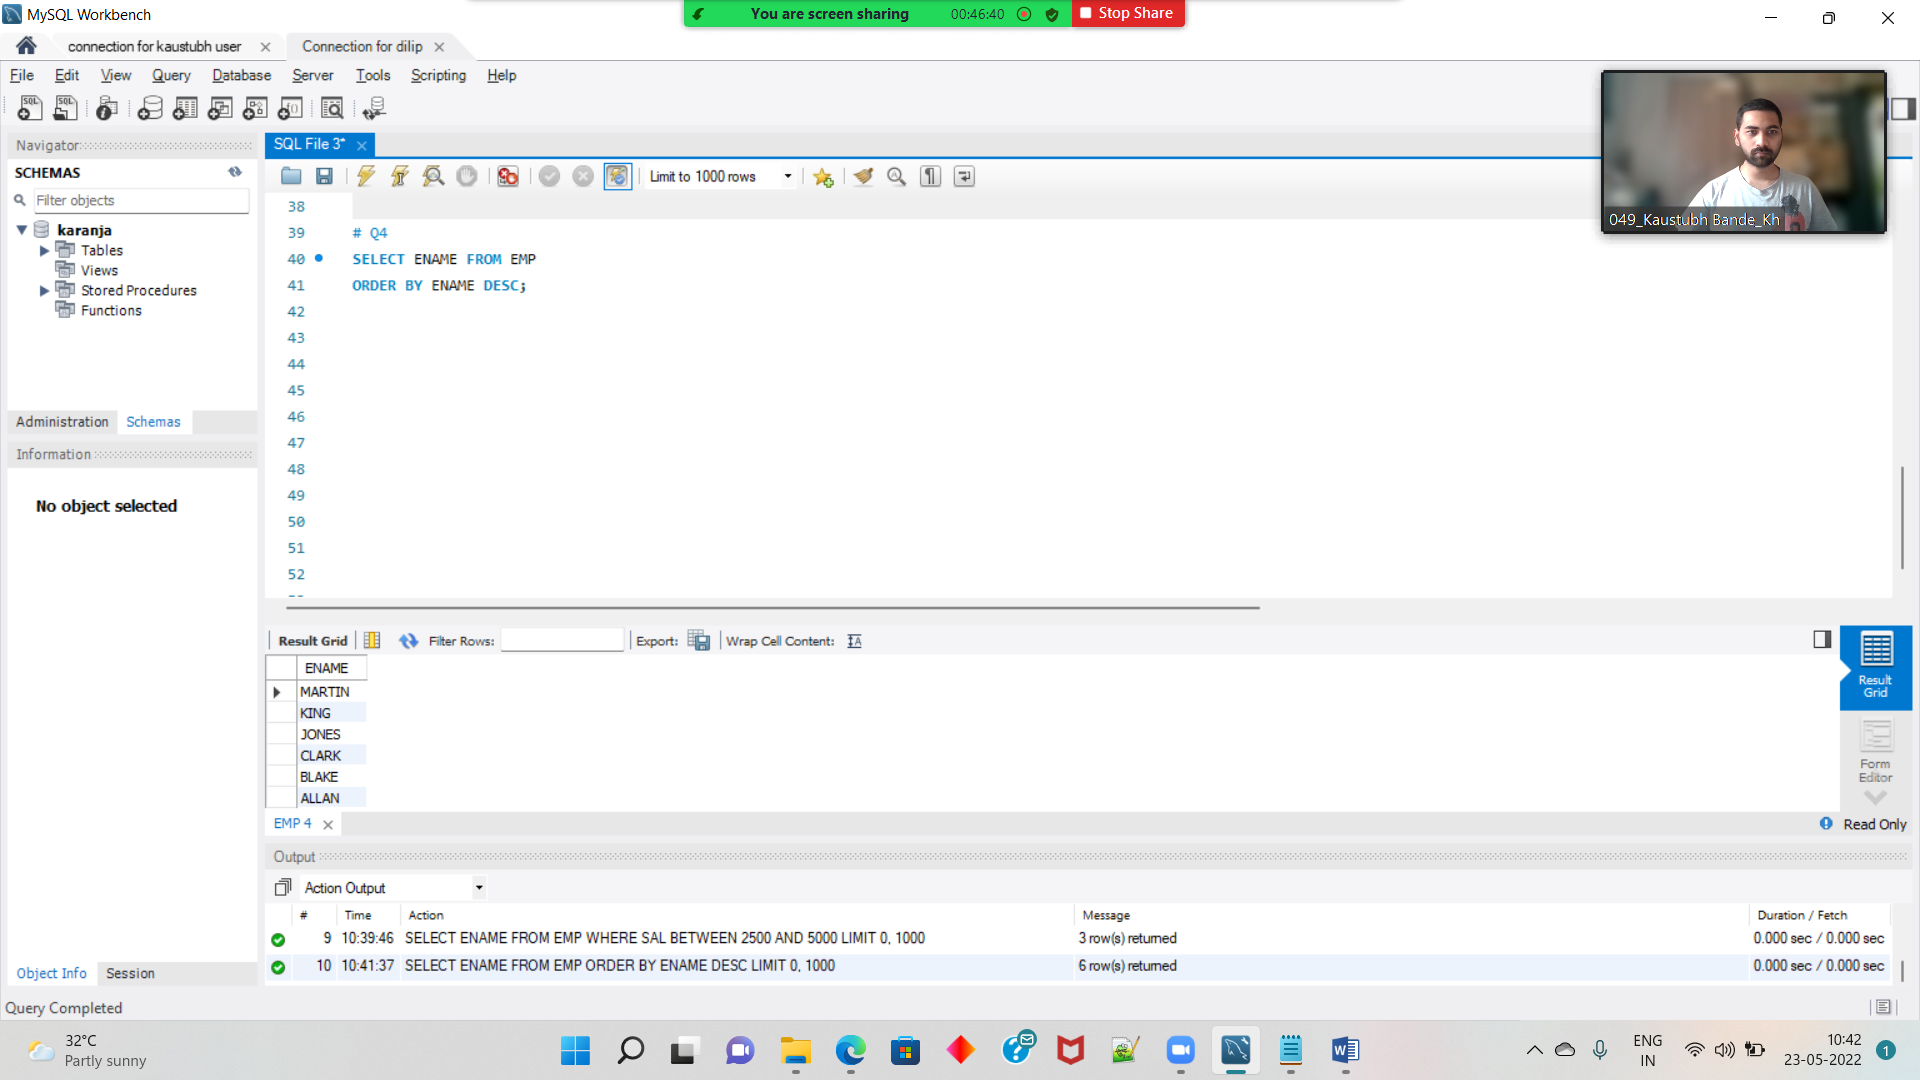 MySQL Workbench
You are screen sharing 00:46:40 Stop Share
connection for kaustubh user
Connection for dilip
File Edit View Query Database Server Tools Scripting Help
Navigator
SQL File 3*
SCHEMAS
Limit to 1000 rows
Filter objects
karanja
Tables
Views
Stored Procedures
Functions
38
39 # Q4
40 SELECT ENAME FROM EMP
41 ORDER BY ENAME DESC;
42
43
44
45
46
47
48
49
50
51
52
049_Kaustubh Bande_Kh
Administration Schemas
Information
No object selected
Result Grid Filter Rows: Export: Wrap Cell Content:
ENAME
MARTIN
KING
JONES
CLARK
BLAKE
ALLAN
Result
Grid
Form
Editor
EMP 4
Read Only
Output
Action Output
# Time Action Message Duration / Fetch
9 10:39:46 SELECT ENAME FROM EMP WHERE SAL BETWEEN 2500 AND 5000 LIMIT 0, 1000 3 row(s) returned 0.000 sec / 0.000 sec
10 10:41:37 SELECT ENAME FROM EMP ORDER BY ENAME DESC LIMIT 0, 1000 6 row(s) returned 0.000 sec / 0.000 sec
Object Info Session
Query Completed
32°C
Partly sunny
ENG
IN
10:42
23-05-2022
1